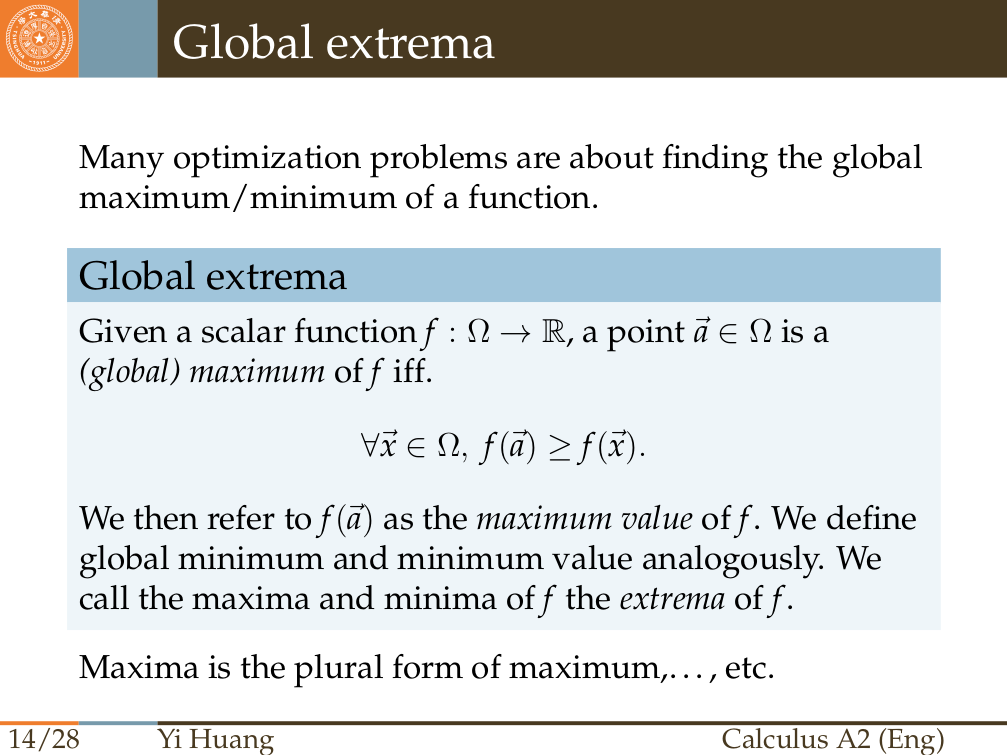 Global extrema
Many optimization problems are about finding the global
maximum/minimum of a function.
Global extrema
Given a scalar function f : Ω → ℝ, a point a⃗ ∈ Ω is a
(global) maximum of f iff.
∀x⃗ ∈ Ω, f(a⃗) ≥ f(x⃗).
We then refer to f(a⃗) as the maximum value of f. We define
global minimum and minimum value analogously. We
call the maxima and minima of f the extrema of f.
Maxima is the plural form of maximum,..., etc.
14/28 Yi Huang Calculus A2 (Eng)